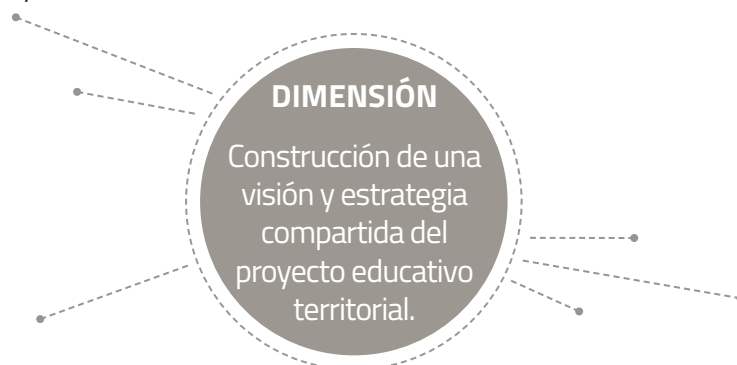 DIMENSIÓN
Construcción de una
visión y estrategia
compartida del
proyecto educativo
territorial.